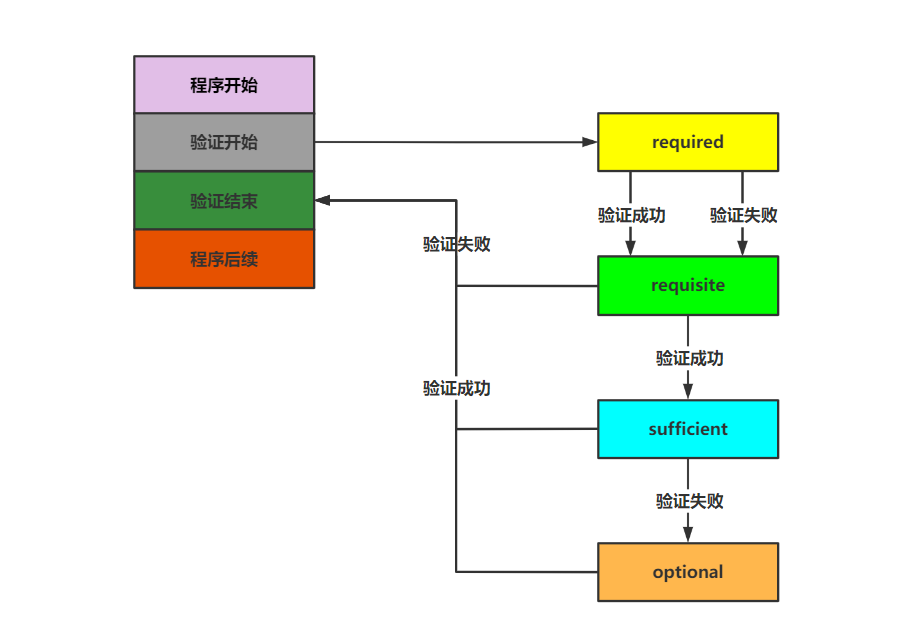 程序开始
验证开始
验证结束
程序后续
required
验证成功
验证失败
requisite
验证失败
验证成功
验证成功
sufficient
验证失败
optional